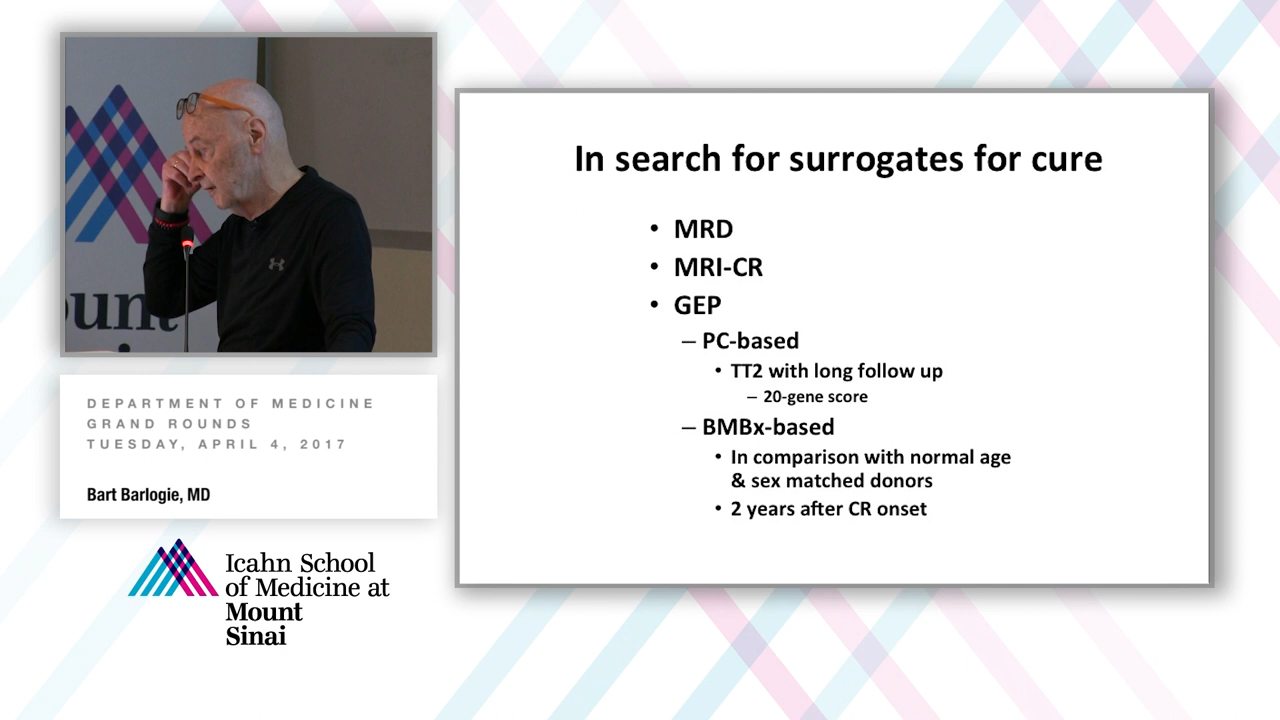 ount
In search for surrogates for cure
• MRD
• MRI-CR
• GEP
– PC-based
• TT2 with long follow up
– 20-gene score
– BMBx-based
• In comparison with normal age
& sex matched donors
• 2 years after CR onset
DEPARTMENT OF MEDICINE
GRAND ROUNDS
TUESDAY, APRIL 4, 2017
Bart Barlogie, MD
Icahn School
of Medicine at
Mount
Sinai